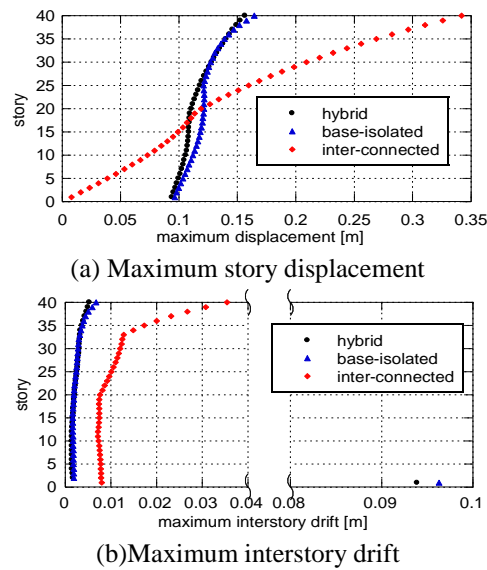 40
35
30
25
20
15
10
5
0
story
hybrid
base-isolated
inter-connected
0 0.05 0.1 0.15 0.2 0.25 0.3 0.35
maximum displacement [m]
(a) Maximum story displacement
40
35
30
25
20
15
10
5
0
story
hybrid
base-isolated
inter-connected
0 0.01 0.02 0.03 0.04 0.08 0.09 0.1
maximum interstory drift [m]
(b)Maximum interstory drift